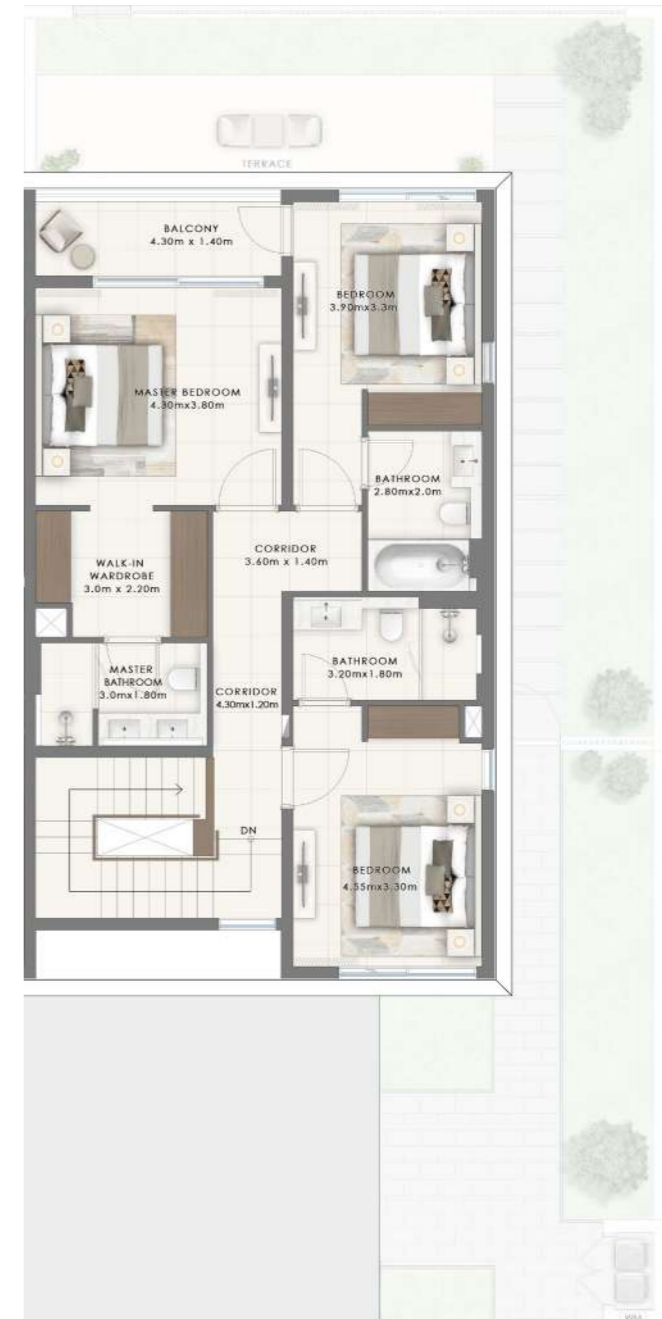 TERRACE
BALCONY
4.30m x 1.40m
BEDROOM
3.90mx3.3m
MASTER BEDROOM
4.30mx3.80m
BATHROOM
2.80mx2.0m
CORRIDOR
3.60m x 1.40m
WALK-IN
WARDROBE
3.0m x 2.20m
BATHROOM
3.20mx1.80m
MASTER
BATHROOM
3.0mx1.80m
CORRIDOR
4.30mx1.20m
DN
BEDROOM
4.55mx3.30m